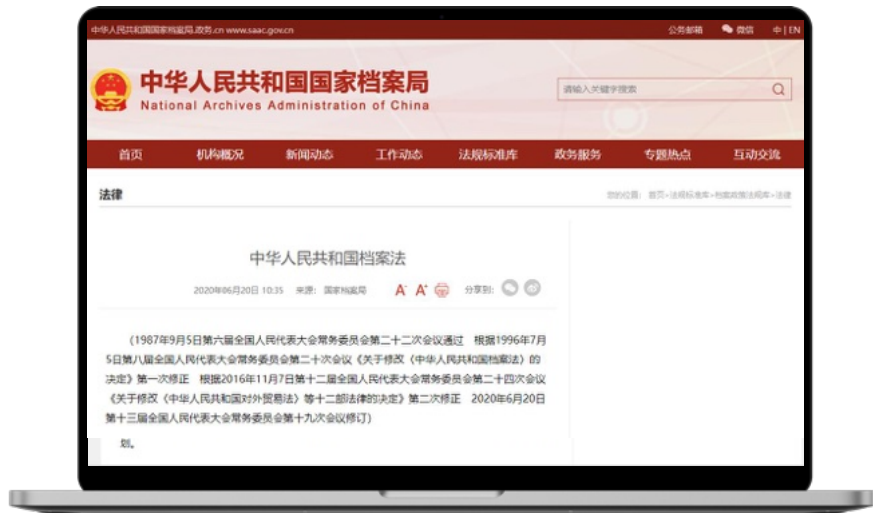 中华人民共和国国家档案局.政务.cn www.saac.gov.cn 公务邮箱 微信 中 | EN
中华人民共和国国家档案局
National Archives Administration of China
请输入关键字搜索
首页 机构概况 新闻动态 工作动态 法规标准库 政务服务 专题热点 互动交流
法律 您的位置: 首页>法规标准库>档案政策法规库>法律
中华人民共和国档案法
2020年06月20日 10:35 来源: 国家档案局 A- A+ 分享到:
(1987年9月5日第六届全国人民代表大会常务委员会第二十二次会议通过 根据1996年7月
5日第八届全国人民代表大会常务委员会第二十次会议《关于修改〈中华人民共和国档案法〉的
决定》第一次修正 根据2016年11月7日第十二届全国人民代表大会常务委员会第二十四次会议
《关于修改〈中华人民共和国对外贸易法〉等十二部法律的决定》第二次修正 2020年6月20日
第十三届全国人民代表大会常务委员会第十九次会议修订)
划。